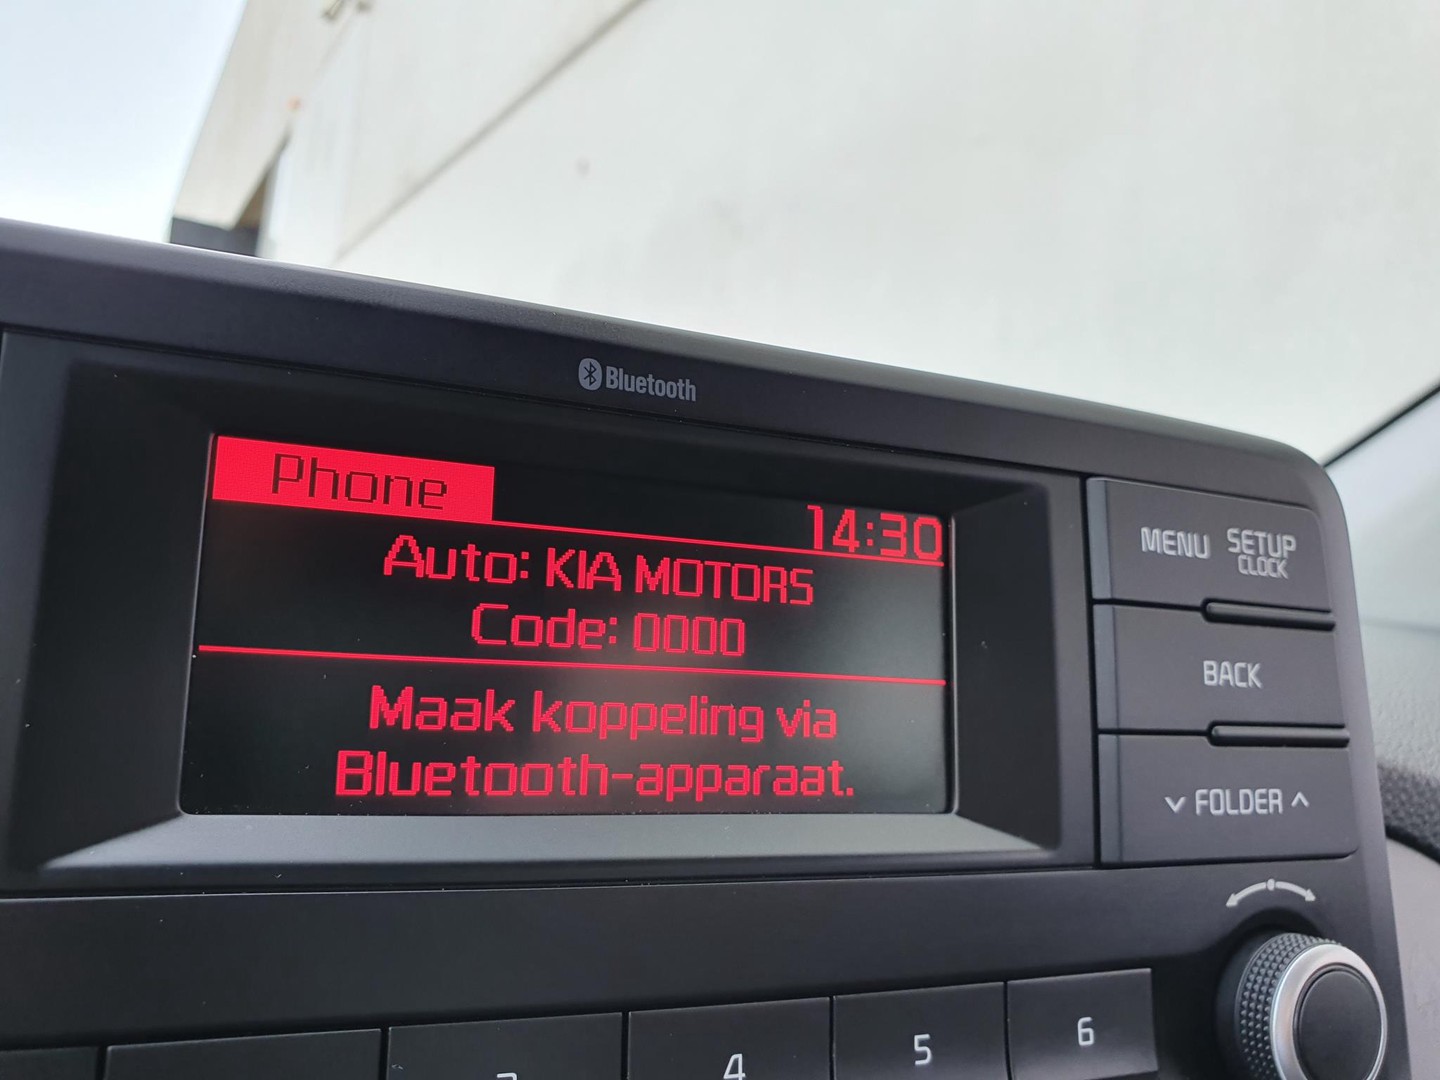 Bluetooth
Phone
14:30
Auto: KIA MOTORS
Code: 0000
Maak koppeling via
Bluetooth-apparaat.
MENU SETUP
CLOCK
BACK
FOLDER
4
5
6